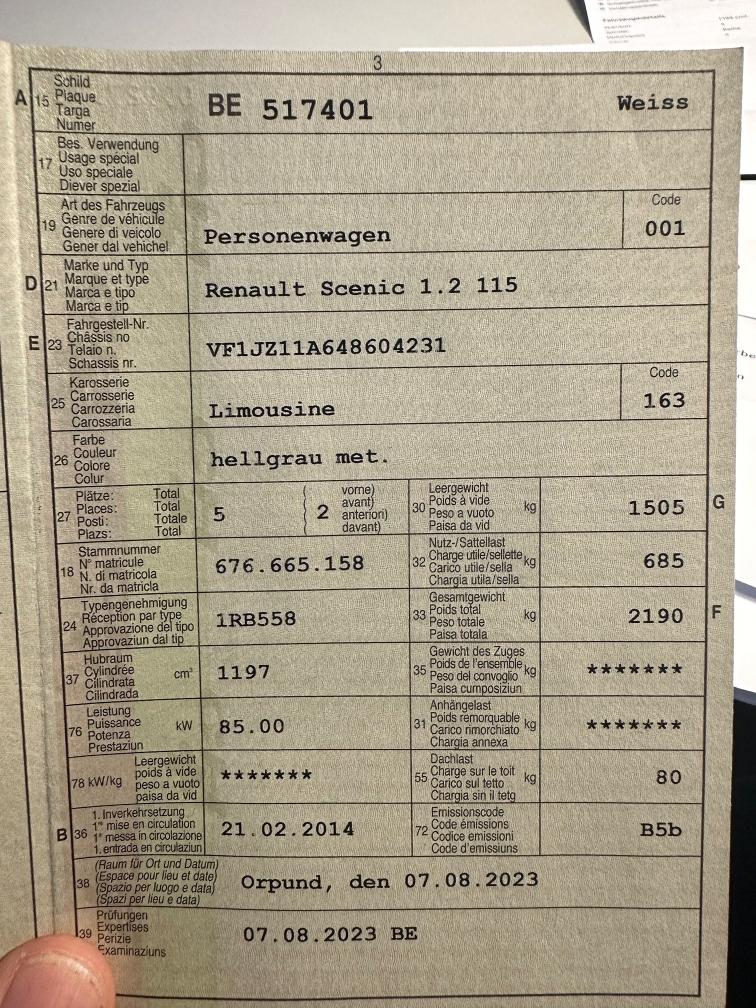 3
A 15 Schild
Plaque
Targa
Numer
BE 517401 Weiss
17 Bes. Verwendung
Usage spécial
Uso speciale
Diever spezial
19 Art des Fahrzeugs
Genre de véhicule
Genere di veicolo
Gener dal vehichel
Personenwagen
Code
001
D 21 Marke und Typ
Marque et type
Marca e tipo
Marca e tip
Renault Scenic 1.2 115
E 23 Fahrgestell-Nr.
Châssis no
Telaio n.
Schassis nr.
VF1JZ11A648604231
25 Karosserie
Carrosserie
Carrozzeria
Carossaria
Limousine
Code
163
26 Farbe
Couleur
Colore
Colur
hellgrau met.
27 Plätze: Total
Places: Total
Posti: Totale
Plazs: Total
5
( 2 vorne)
( avant)
( anteriori)
( davant)
30 Leergewicht
Poids à vide
Peso a vuoto
Paisa da vid
kg
1505 G
18 Stammnummer
N° matricule
N. di matricola
Nr. da matricla
676.665.158
32 Nutz-/Sattellast
Charge utile/sellette
Carico utile/sella
Chargia utila/sella
kg
685
24 Typengenehmigung
Réception par type
Approvazione del tipo
Approvaziun dal tip
1RB558
33 Gesamtgewicht
Poids total
Peso totale
Paisa totala
kg
2190 F
37 Hubraum
Cylindrée
Cilindrata
Cilindrada
cm³
1197
35 Gewicht des Zuges
Poids de l'ensemble
Peso del convoglio
Paisa cumposiziun
kg
*******
76 Leistung
Puissance
Potenza
Prestaziun
kW
85.00
31 Anhängelast
Poids remorquable
Carico rimorchiato
Chargia annexa
kg
*******
78 kW/kg Leergewicht
poids à vide
peso a vuoto
paisa da vid
*******
55 Dachlast
Charge sur le toit
Carico sul tetto
Chargia sin il tetg
kg
80
B 36 1. Inverkehrsetzung
1re mise en circulation
1a messa in circolazione
1. entrada en circulaziun
21.02.2014
72 Emissionscode
Code émissions
Codice emissioni
Code d'emissiuns
B5b
38 (Raum für Ort und Datum)
(Espace pour lieu et date)
(Spazio per luogo e data)
(Spazi per lieu e data)
Orpund, den 07.08.2023
39 Prüfungen
Expertises
Perizie
Examinaziuns
07.08.2023 BE